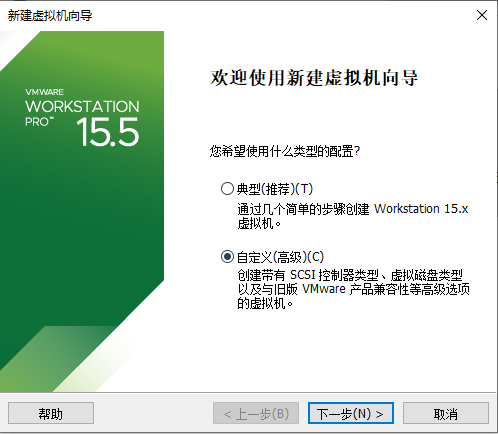 新建虚拟机向导
VMWARE
WORKSTATION
PRO™
15.5
欢迎使用新建虚拟机向导
您希望使用什么类型的配置?
典型(推荐)(T)
通过几个简单的步骤创建 Workstation 15.x
虚拟机。
自定义(高级)(C)
创建带有 SCSI 控制器类型、虚拟磁盘类型
以及与旧版 VMware 产品兼容性等高级选项
的虚拟机。
帮助
< 上一步(B)
下一步(N) >
取消